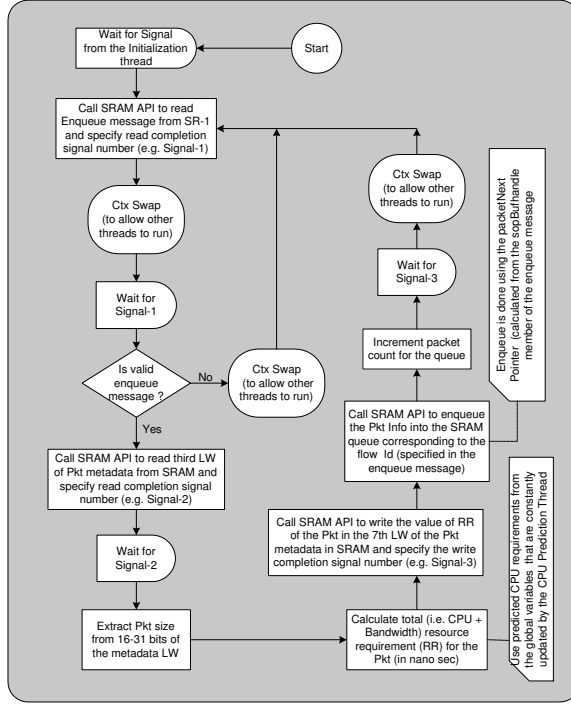 Wait for Signal
from the Initialization
thread
Start
Call SRAM API to read
Enqueue message from SR-1
and specify read completion
signal number (e.g. Signal-1)
Ctx Swap
(to allow other
threads to run)
Wait for
Signal-1
Is valid
enqueue
message ?
No
Ctx Swap
(to allow other
threads to run)
Yes
Call SRAM API to read third LW
of Pkt metadata from SRAM and
specify read completion signal
number (e.g. Signal-2)
Wait for
Signal-2
Extract Pkt size
from 16-31 bits of
the metadata LW
Calculate total (i.e. CPU +
Bandwidth) resource
requirement (RR) for the
Pkt (in nano sec)
Use predicted CPU requirements from
the global variables that are constantly
updated by the CPU Prediction Thread
Call SRAM API to write the value of RR
of the Pkt in the 7th LW of the Pkt
metadata in SRAM and specify the write
completion signal number (e.g. Signal-3)
Call SRAM API to enqueue
the Pkt Info into the SRAM
queue corresponding to the
flow Id (specified in the
enqueue message)
Enqueue is done using the packetNext
Pointer (calculated from the sopBufhandle
member of the enqueue message
Increment packet
count for the queue
Wait for
Signal-3
Ctx Swap
(to allow other
threads to run)